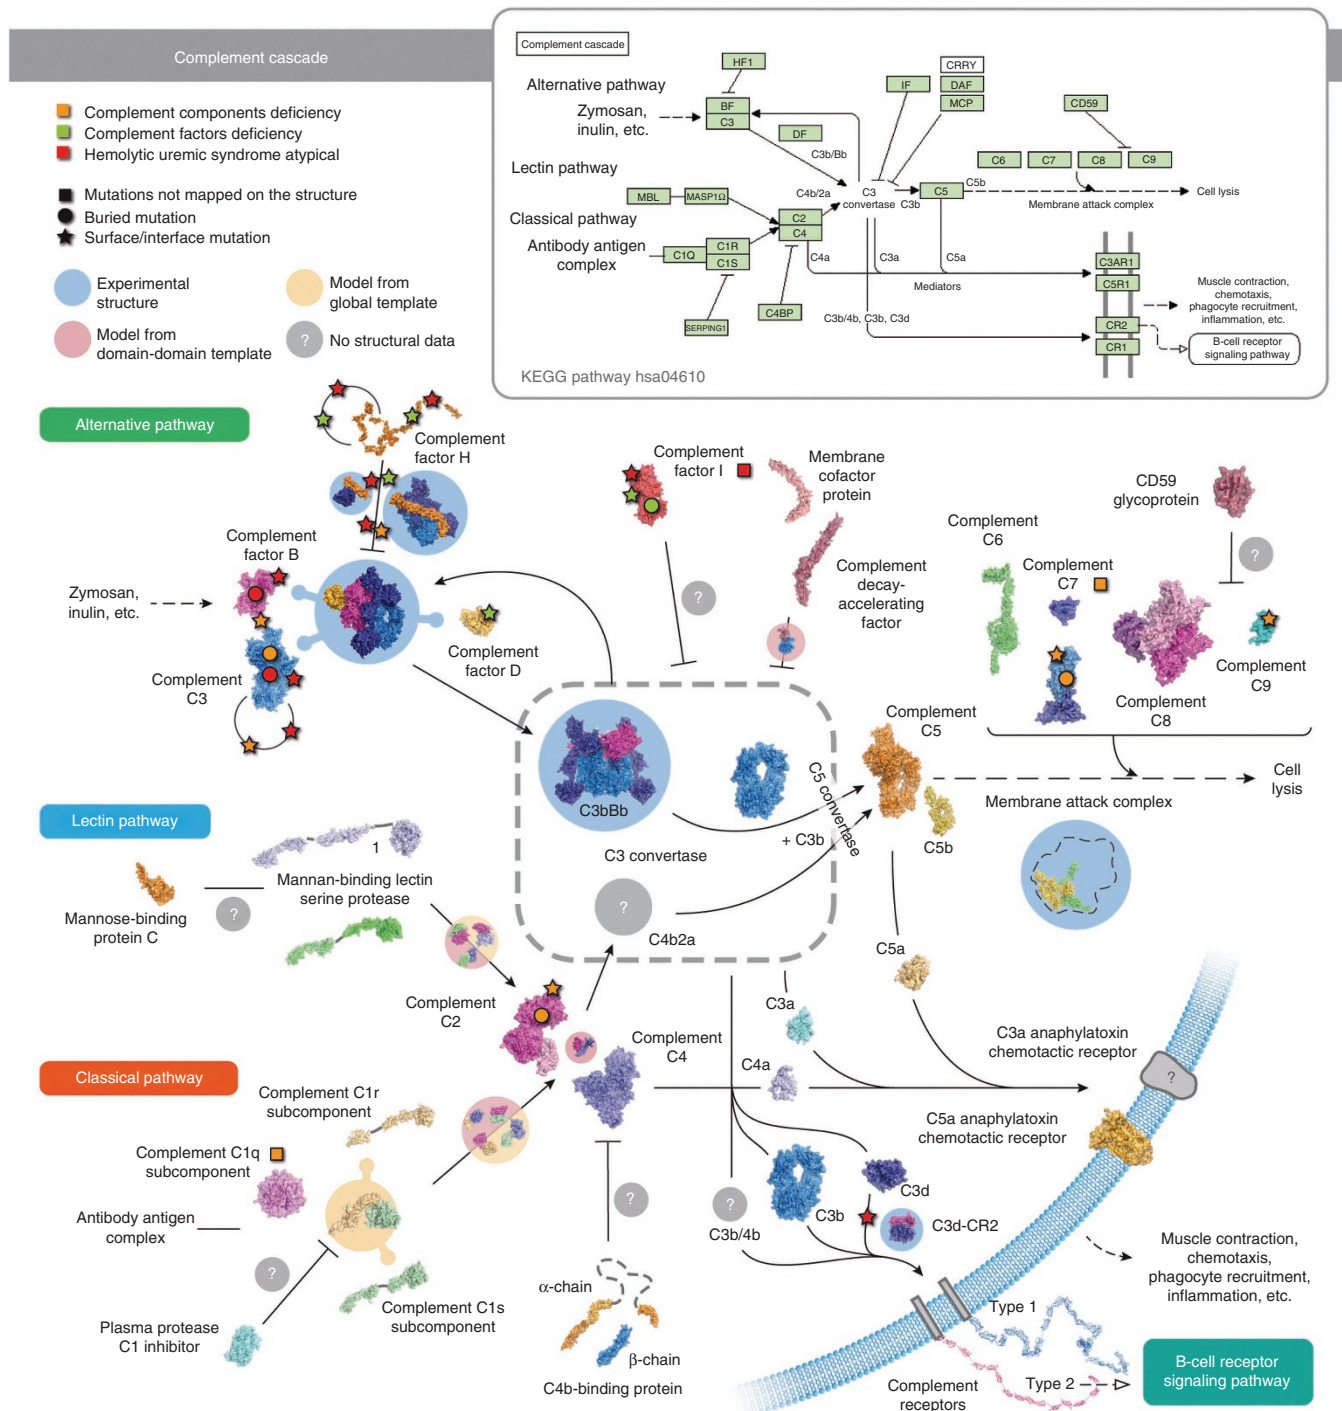 Complement cascade
Complement components deficiency
Complement factors deficiency
Hemolytic uremic syndrome atypical
Mutations not mapped on the structure
Buried mutation
Surface/interface mutation
Experimental
structure
Model from
global template
Model from
domain-domain template
?
No structural data
Complement cascade
Alternative pathway
Zymosan,
inulin, etc.
Lectin pathway
Classical pathway
Antibody antigen
complex
HF1
BF
C3
DF
C3b/Bb
IF
CRRY
DAF
MCP
CD59
C6
C7
C8
C9
MBL
MASP1Ω
C4b/2a
C3
convertase
C3b
C5
C5b
Membrane attack complex
Cell lysis
C2
C4
C1Q
C1R
C1S
C4a
C3a
C5a
Mediators
SERPING1
C4BP
C3b/4b, C3b, C3d
C3AR1
C5R1
CR2
CR1
Muscle contraction,
chemotaxis,
phagocyte recruitment,
inflammation, etc.
B-cell receptor
signaling pathway
KEGG pathway hsa04610
Alternative pathway
Complement
factor H
Complement
factor B
Zymosan,
inulin, etc.
Complement
C3
Complement
factor D
Complement
factor I
?
Membrane
cofactor
protein
Complement
decay-
accelerating
factor
CD59
glycoprotein
?
Complement
C6
Complement
C7
Complement
C8
Complement
C9
C3bBb
C3 convertase
?
C4b2a
C5 convertase
+ C3b
Complement
C5
C5b
Membrane attack complex
Cell
lysis
Lectin pathway
1
Mannan-binding lectin
serine protease
Mannose-binding
protein C
?
Complement
C2
Complement
C4
C5a
C3a
C4a
C3a anaphylatoxin
chemotactic receptor
?
C5a anaphylatoxin
chemotactic receptor
Classical pathway
Complement C1r
subcomponent
Complement C1q
subcomponent
Antibody antigen
complex
?
Plasma protease
C1 inhibitor
Complement C1s
subcomponent
?
α-chain
β-chain
C4b-binding protein
?
C3b/4b
C3b
C3d
C3d-CR2
Muscle contraction,
chemotaxis,
phagocyte recruitment,
inflammation, etc.
Type 1
Type 2
Complement
receptors
B-cell receptor
signaling pathway